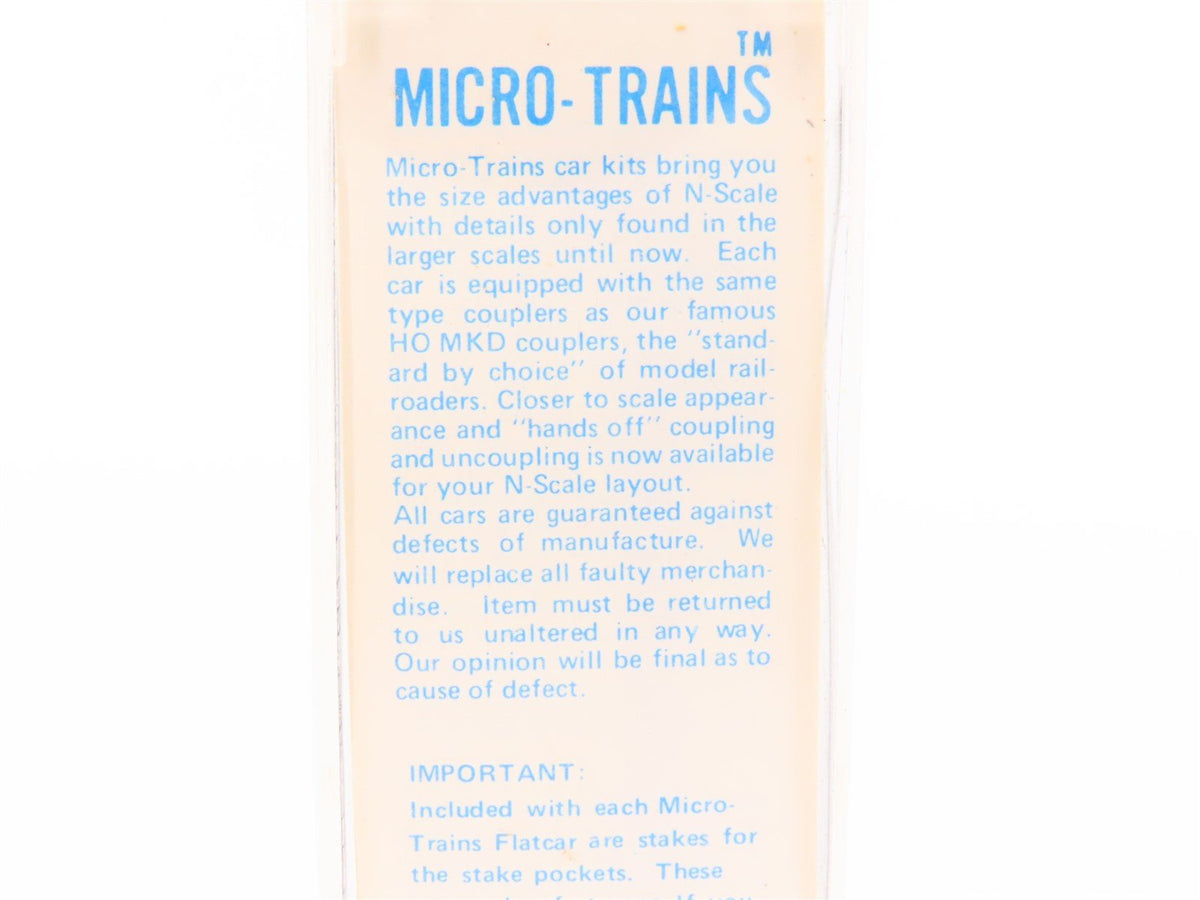 TM
MICRO-TRAINS
Micro-Trains car kits bring you
the size advantages of N-Scale
with details only found in the
larger scales until now. Each
car is equipped with the same
type couplers as our famous
HO MKD couplers, the "stand-
ard by choice" of model rail-
roaders. Closer to scale appear-
ance and "hands off" coupling
and uncoupling is now available
for your N-Scale layout.
All cars are guaranteed against
defects of manufacture. We
will replace all faulty merchan-
dise. Item must be returned
to us unaltered in any way.
Our opinion will be final as to
cause of defect.
IMPORTANT:
Included with each Micro-
Trains Flatcar are stakes for
the stake pockets. These
If you